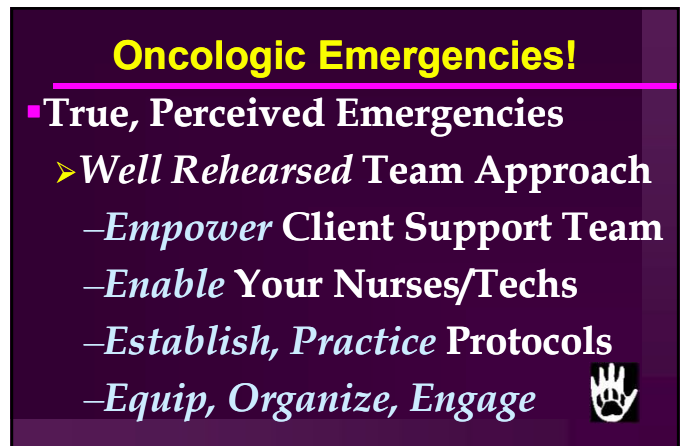 Oncologic Emergencies!
▪True, Perceived Emergencies
➢Well Rehearsed Team Approach
–Empower Client Support Team
–Enable Your Nurses/Techs
–Establish, Practice Protocols
–Equip, Organize, Engage